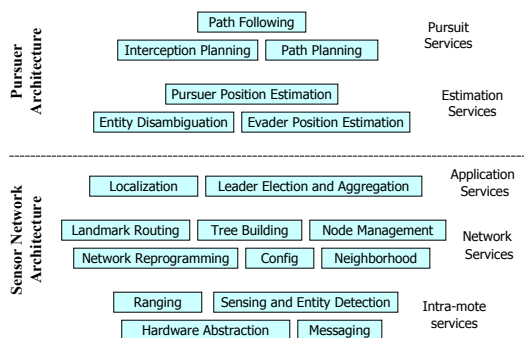 Pursuer
Architecture
Path Following
Interception Planning
Path Planning
Pursuit
Services
Pursuer Position Estimation
Entity Disambiguation
Evader Position Estimation
Estimation
Services
Sensor Network
Architecture
Localization
Leader Election and Aggregation
Application
Services
Landmark Routing
Tree Building
Node Management
Network Reprogramming
Config
Neighborhood
Network
Services
Ranging
Sensing and Entity Detection
Hardware Abstraction
Messaging
Intra-mote
services